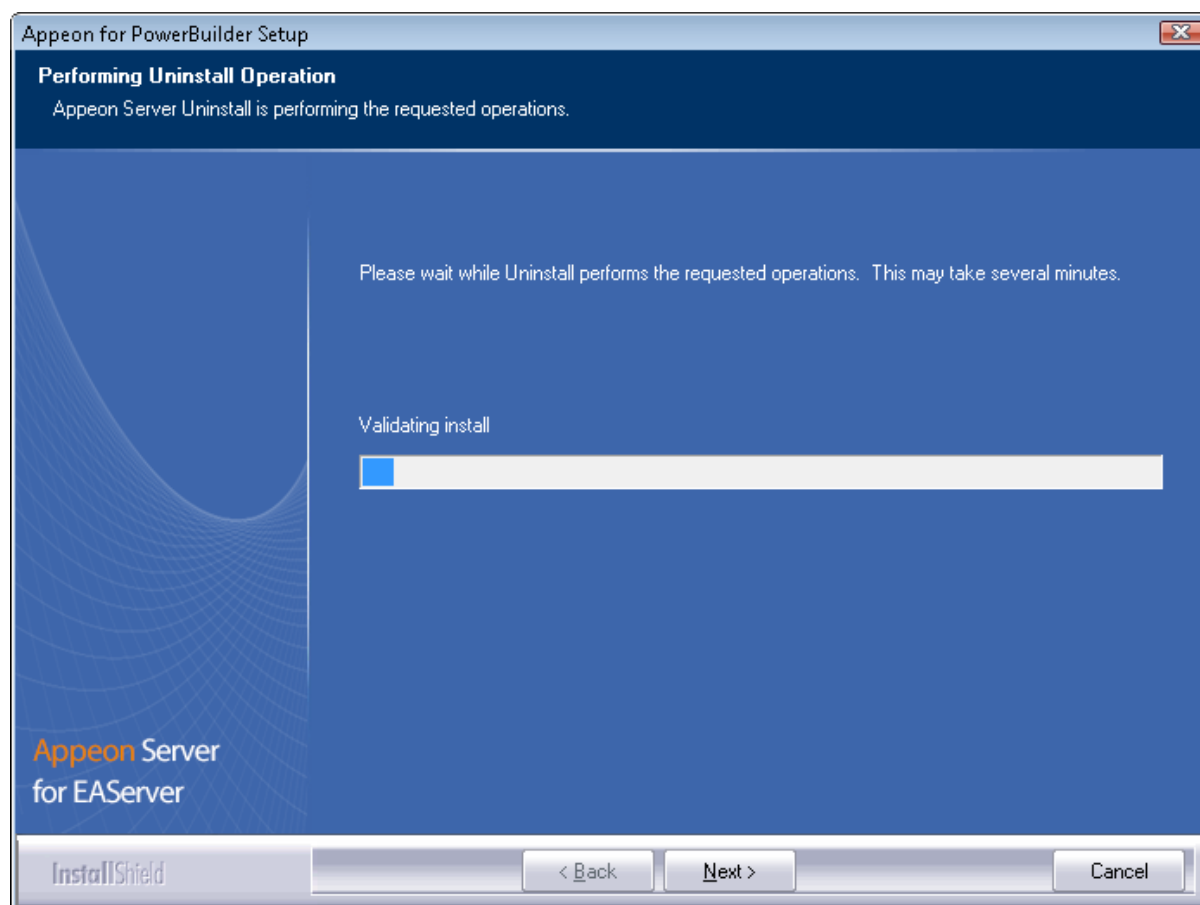 Appeon for PowerBuilder Setup
Performing Uninstall Operation
Appeon Server Uninstall is performing the requested operations.
Please wait while Uninstall performs the requested operations.  This may take several minutes.
Validating install
Appeon Server
for EAServer
InstallShield
< Back
Next >
Cancel